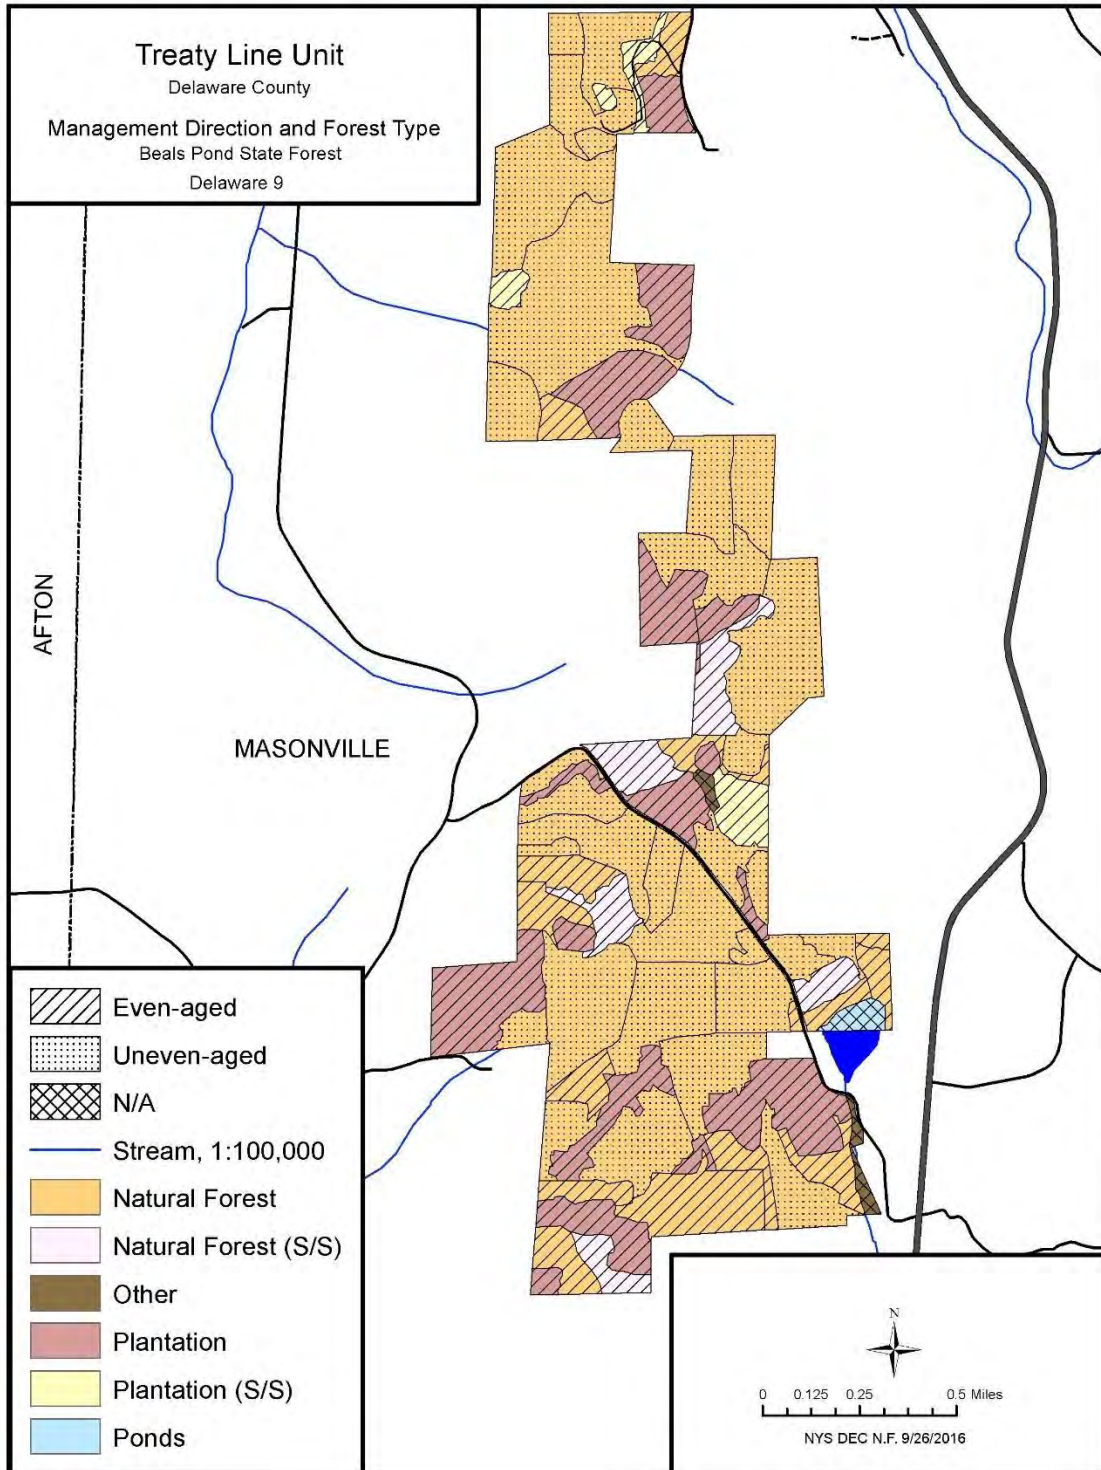 Treaty Line Unit
Delaware County
Management Direction and Forest Type
Beals Pond State Forest
Delaware 9
AFTON
MASONVILLE
Even-aged
Uneven-aged
N/A
Stream, 1:100,000
Natural Forest
Natural Forest (S/S)
Other
Plantation
Plantation (S/S)
Ponds
N
0 0.125 0.25 0.5 Miles
NYS DEC N.F. 9/26/2016